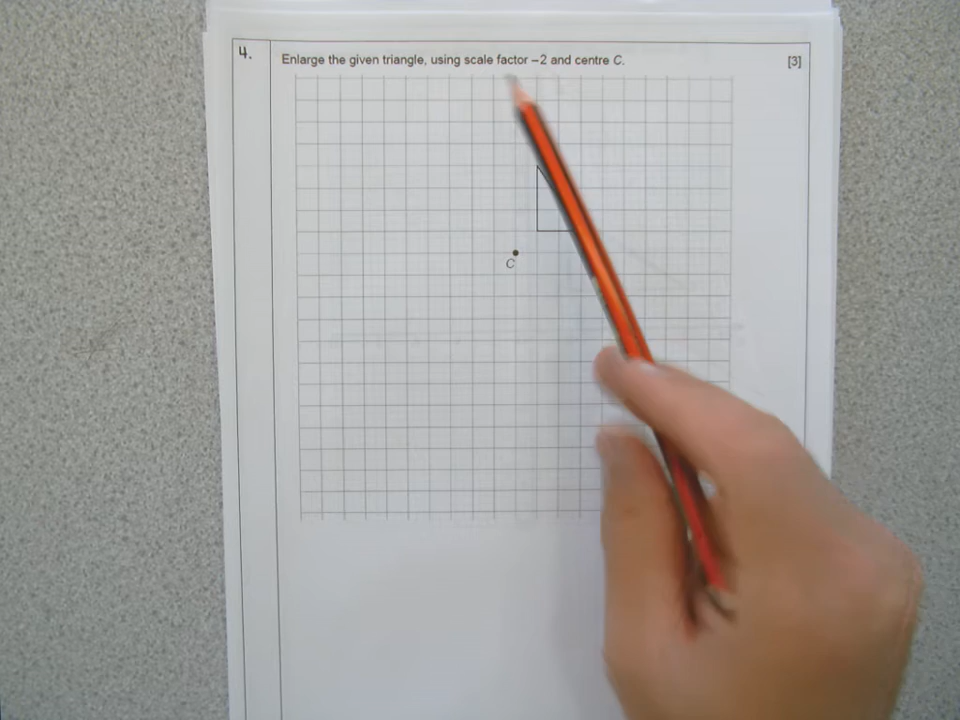 4.
Enlarge the given triangle, using scale factor –2 and centre C. [3]
C